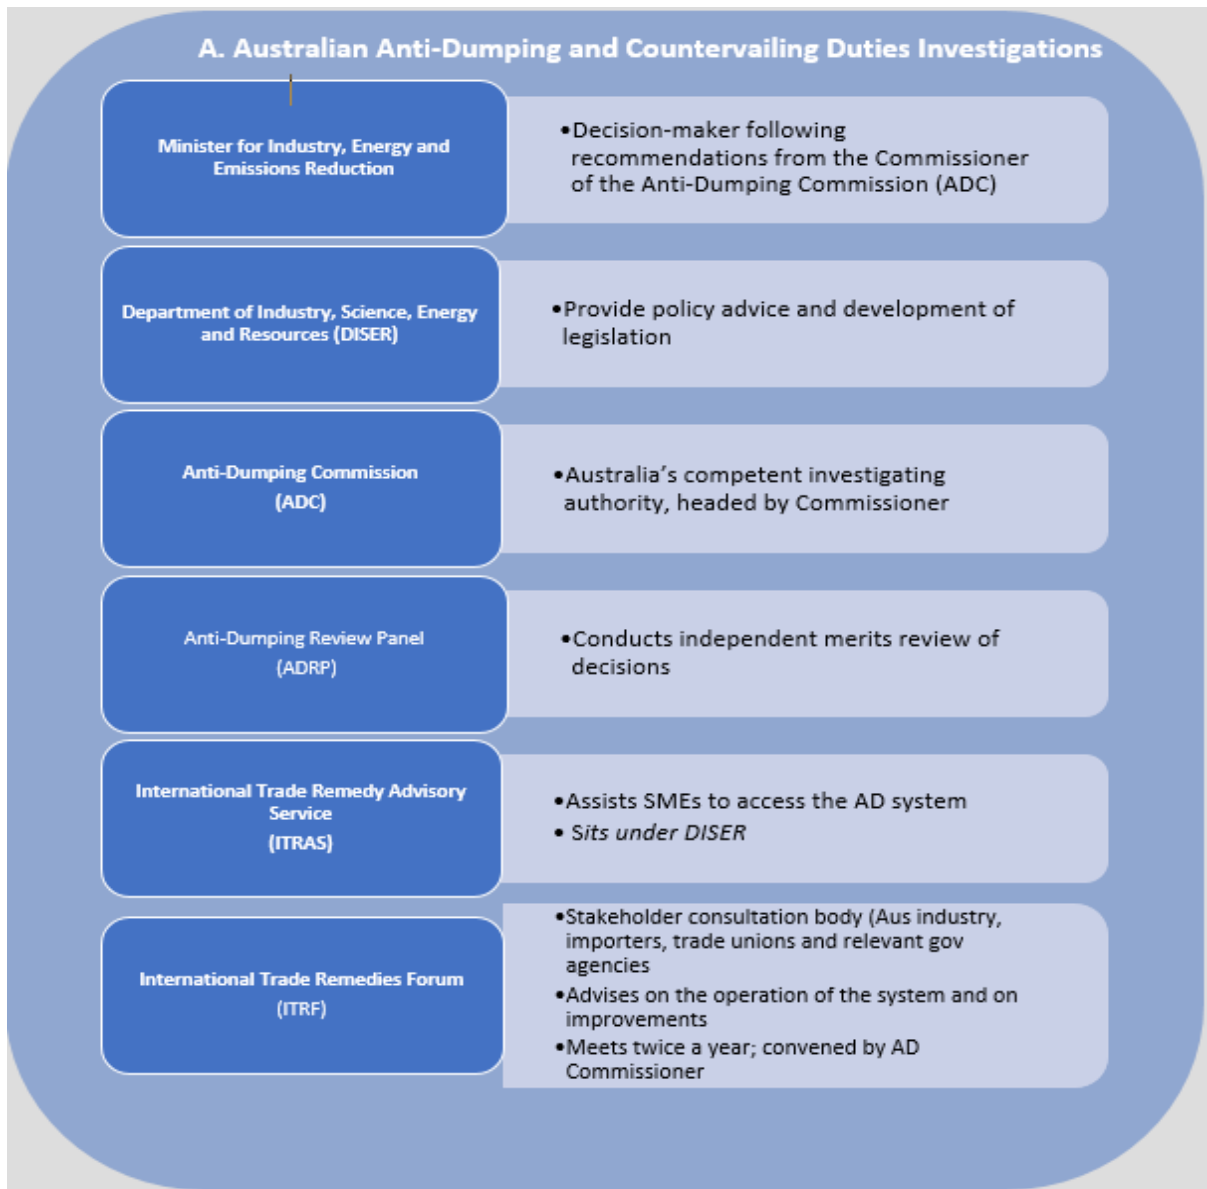 A. Australian Anti-Dumping and Countervailing Duties Investigations
Minister for Industry, Energy and
Emissions Reduction
•Decision-maker following
recommendations from the Commissioner
of the Anti-Dumping Commission (ADC)
Department of Industry, Science, Energy
and Resources (DISER)
•Provide policy advice and development of
legislation
Anti-Dumping Commission
(ADC)
•Australia’s competent investigating
authority, headed by Commissioner
Anti-Dumping Review Panel
(ADRP)
•Conducts independent merits review of
decisions
International Trade Remedy Advisory
Service
(ITRAS)
•Assists SMEs to access the AD system
• Sits under DISER
International Trade Remedies Forum
(ITRF)
•Stakeholder consultation body (Aus industry,
importers, trade unions and relevant gov
agencies
•Advises on the operation of the system and on
improvements
•Meets twice a year; convened by AD
Commissioner